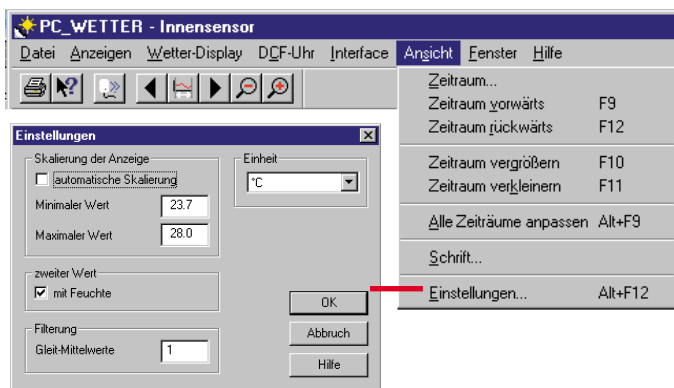 PC_WETTER - Innensensor
Datei Anzeigen Wetter-Display DCF-Uhr Interface Ansicht Fenster Hilfe
Zeitraum...
Zeitraum vorwärts F9
Zeitraum rückwärts F12
Zeitraum vergrößern F10
Zeitraum verkleinern F11
Alle Zeiträume anpassen Alt+F9
Schrift...
Einstellungen... Alt+F12
Einstellungen
Skalierung der Anzeige
automatische Skalierung
Minimaler Wert 23.7
Maximaler Wert 28.0
Einheit
°C
zweiter Wert
mit Feuchte
Filterung
Gleit-Mittelwerte 1
OK
Abbruch
Hilfe